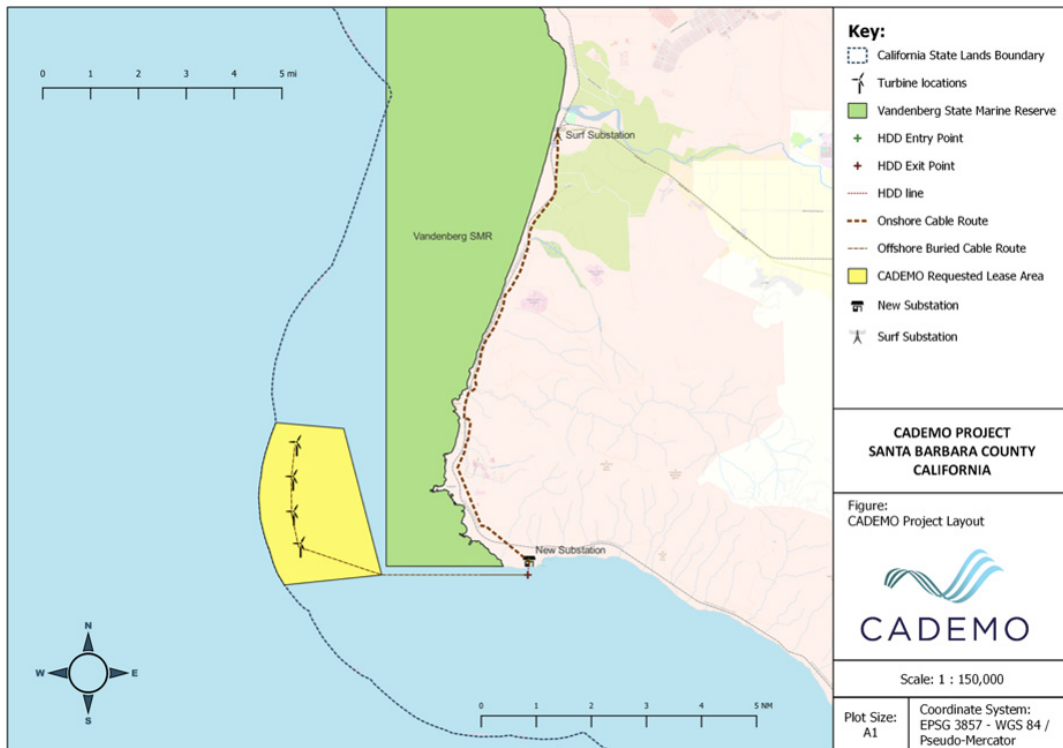 0 1 2 3 4 5 mi
Surf Substation
Vandenberg SMR
New Substation
N
W E
S
0 1 2 3 4 5 NM
Key:
California State Lands Boundary
Turbine locations
Vandenberg State Marine Reserve
HDD Entry Point
HDD Exit Point
HDD line
Onshore Cable Route
Offshore Buried Cable Route
CADEMO Requested Lease Area
New Substation
Surf Substation
CADEMO PROJECT
SANTA BARBARA COUNTY
CALIFORNIA
Figure:
CADEMO Project Layout
CADEMO
Scale: 1 : 150,000
Plot Size:
A1
Coordinate System:
EPSG 3857 - WGS 84 /
Pseudo-Mercator